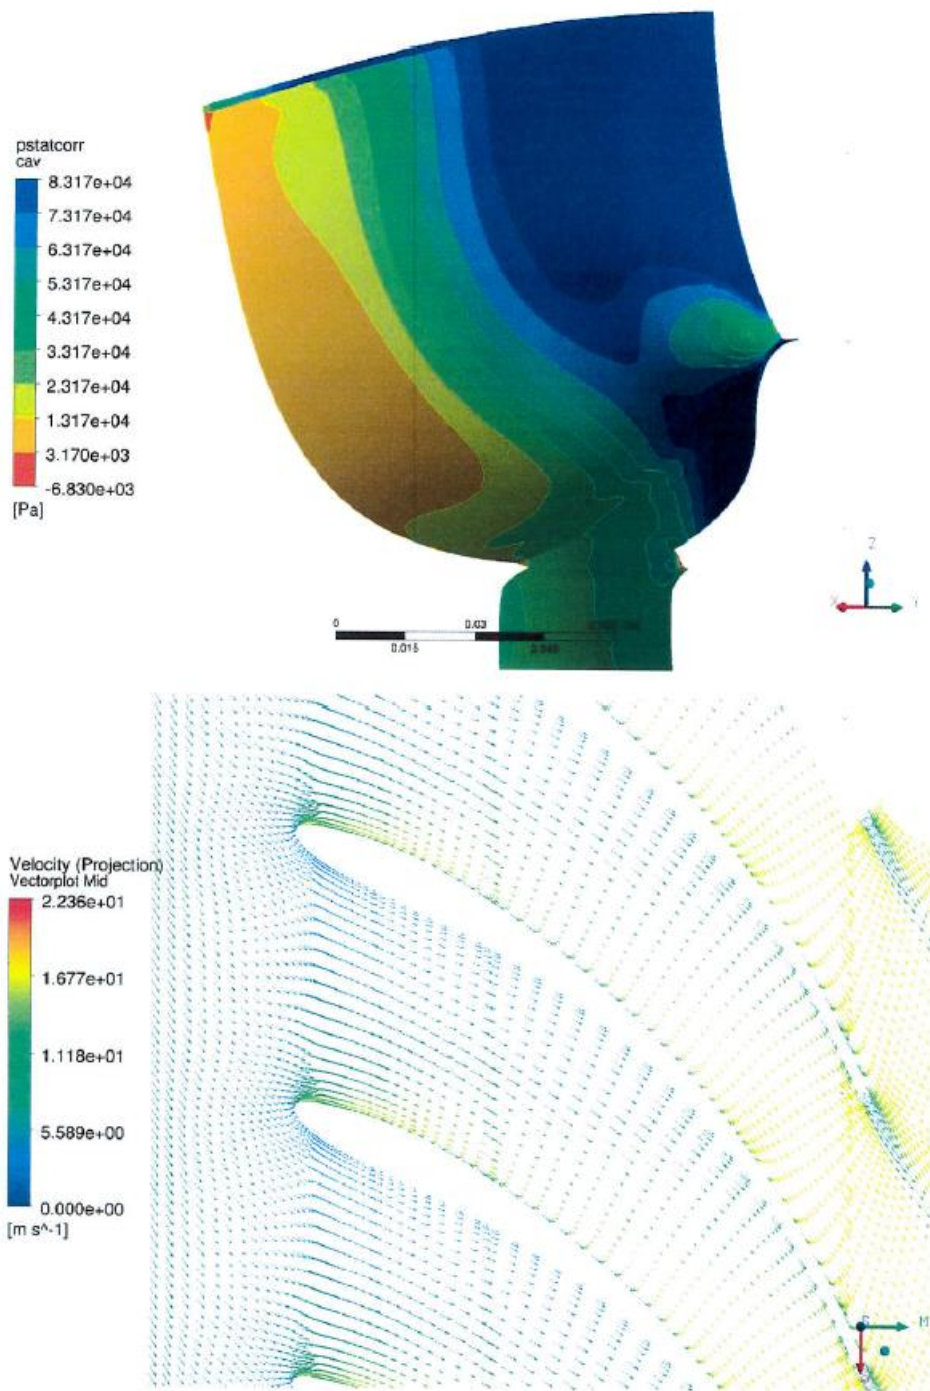 pstatcorr
cav
8.317e+04
7.317e+04
6.317e+04
5.317e+04
4.317e+04
3.317e+04
2.317e+04
1.317e+04
3.170e+03
-6.830e+03
[Pa]
Z
X
Y
0
0.03
0.015
Velocity (Projection)
Vectorplot Mid
2.236e+01
1.677e+01
1.118e+01
5.589e+00
0.000e+00
[m s^-1]
M